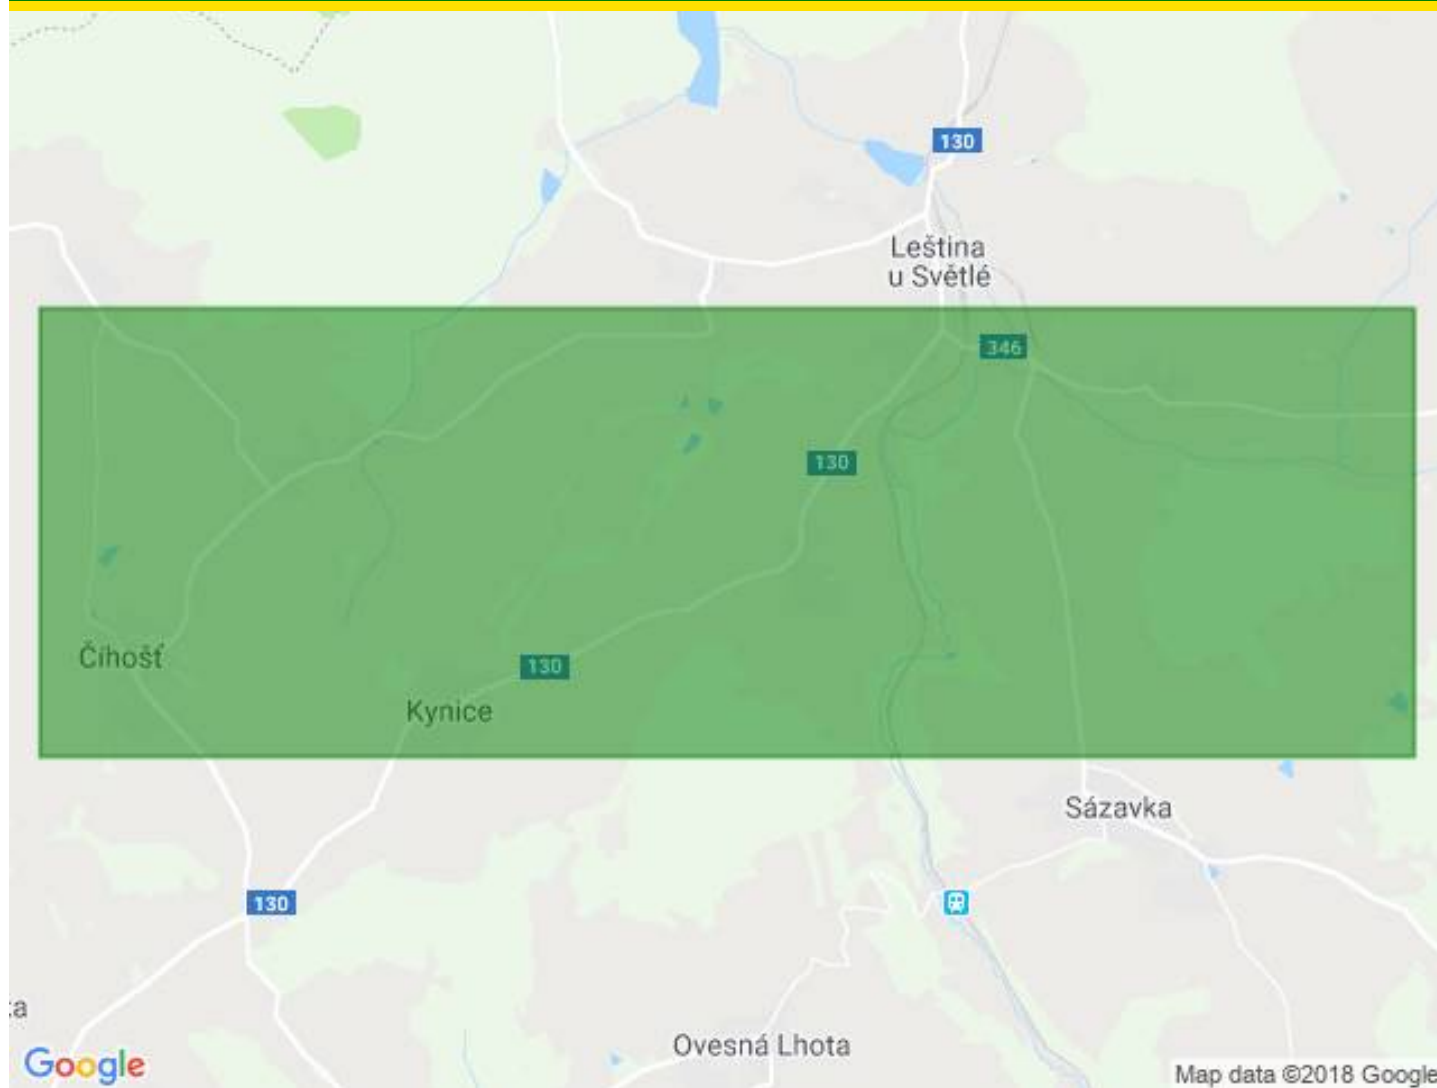 130
Leština
u Světlé
346
130
Číhošť
130
Kynice
Sázavka
130
:a
Ovesná Lhota
Google
Map data ©2018 Google